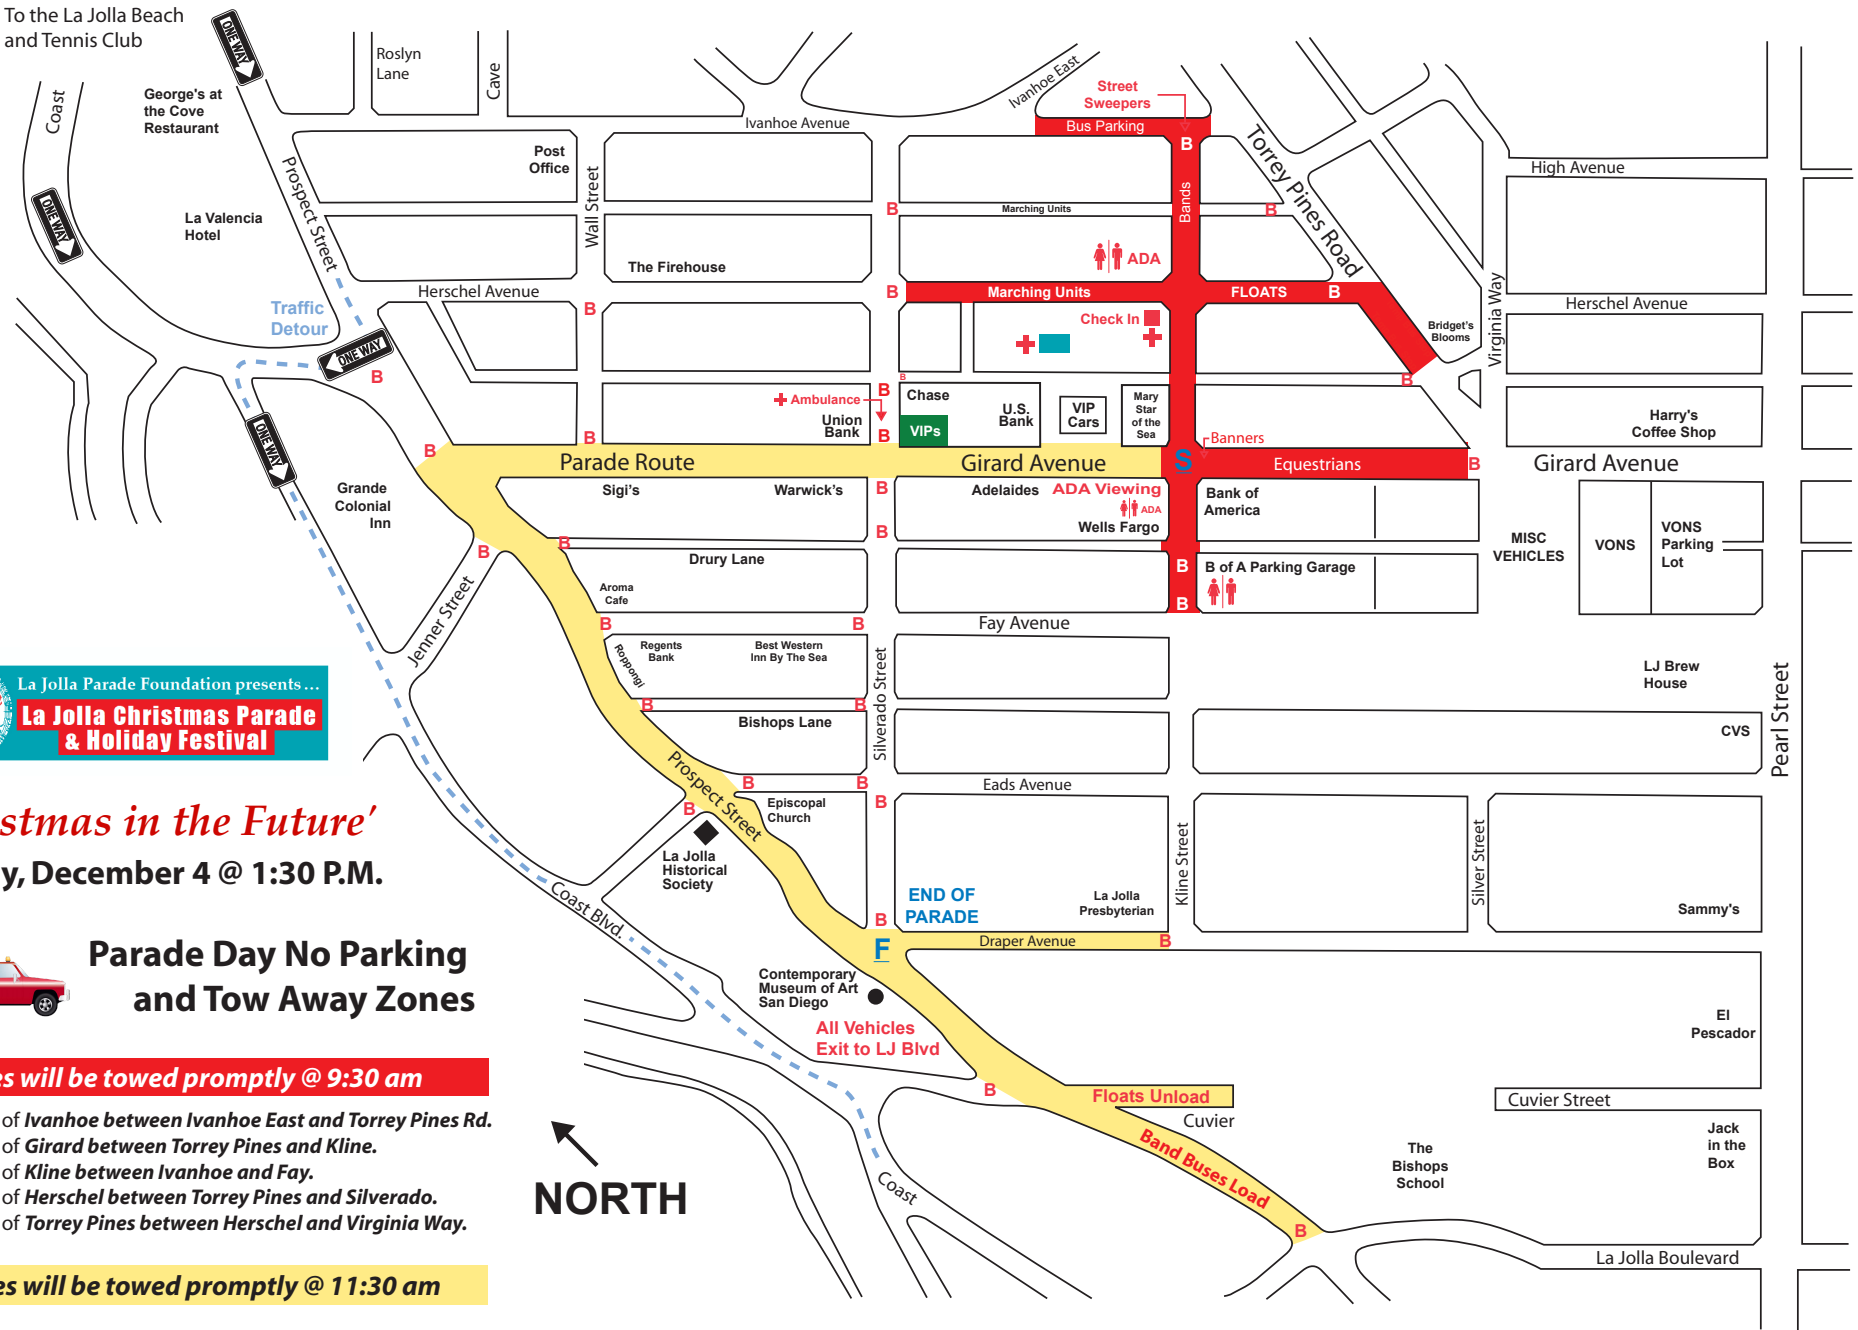 To the La Jolla Beach
and Tennis Club
ONE WAY
Coast
George's at
the Cove
Restaurant
Roslyn
Lane
Cave
Ivanhoe Avenue
Ivanhoe East
Street
Sweepers
Bus Parking
B
Bands
Torrey Pines Road
High Avenue
Post
Office
Prospect Street
Wall Street
ONE WAY
La Valencia
Hotel
B
Marching Units
B
ADA
The Firehouse
Herschel Avenue
B
B
Marching Units
FLOATS
B
Virginia Way
Herschel Avenue
Traffic
Detour
ONE WAY
B
Check In
Bridget's
Blooms
B
B
Ambulance
B
B
Union
Bank
Chase
VIPs
U.S.
Bank
VIP
Cars
Mary
Star
of the
Sea
Harry's
Coffee Shop
ONE WAY
B
B
Parade Route
Girard Avenue
S
Banners
Equestrians
B
Girard Avenue
Grande
Colonial
Inn
Sigi's
Warwick's
B
B
Adelaides
ADA Viewing
ADA
Wells Fargo
Bank of
America
MISC
VEHICLES
VONS
VONS
Parking
Lot
B
B
Drury Lane
Aroma
Cafe
B
B
B of A Parking Garage
Jenner Street
B
B
Fay Avenue
Roppongi
Regents
Bank
Best Western
Inn By The Sea
Silverado Street
LJ Brew
House
Pearl Street
B
B
Bishops Lane
CVS
La Jolla Parade Foundation presents...
La Jolla Christmas Parade
& Holiday Festival
Prospect Street
B
B
B
Eads Avenue
B
Episcopal
Church
stmas in the Future'
y, December 4 @ 1:30 P.M.
La Jolla
Historical
Society
Kline Street
Silver Street
Coast Blvd.
B
END OF
PARADE
La Jolla
Presbyterian
Sammy's
F
Draper Avenue
B
Parade Day No Parking
and Tow Away Zones
Contemporary
Museum of Art
San Diego
All Vehicles
Exit to LJ Blvd
El
Pescador
es will be towed promptly @ 9:30 am
of Ivanhoe between Ivanhoe East and Torrey Pines Rd.
of Girard between Torrey Pines and Kline.
of Kline between Ivanhoe and Fay.
of Herschel between Torrey Pines and Silverado.
of Torrey Pines between Herschel and Virginia Way.
es will be towed promptly @ 11:30 am
NORTH
B
Floats Unload
Cuvier
Cuvier Street
Band Buses Load
B
Coast
The
Bishops
School
Jack
in the
Box
La Jolla Boulevard